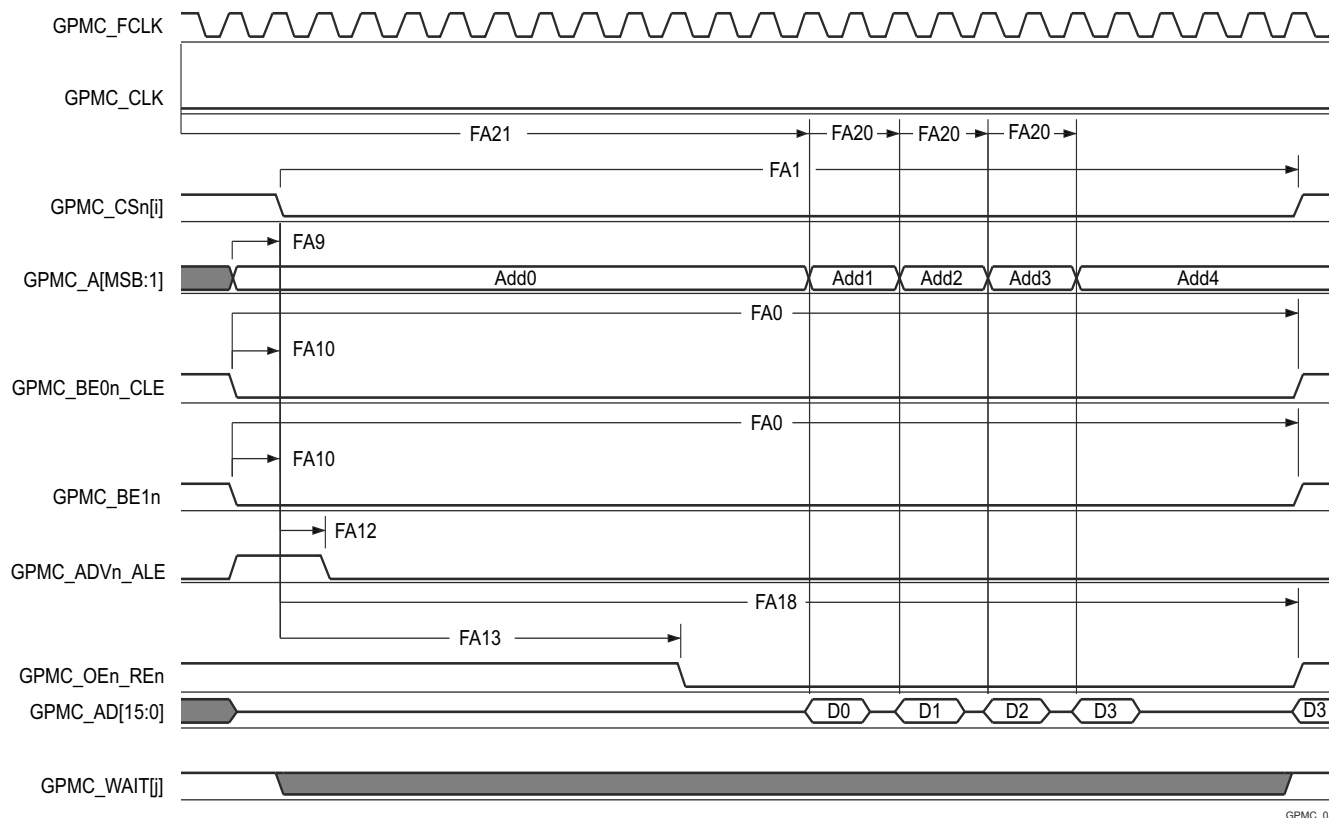 GPMC_FCLK
GPMC_CLK
FA21 FA20 FA20 FA20
FA1
GPMC_CSn[i]
FA9
GPMC_A[MSB:1] Add0 Add1 Add2 Add3 Add4
FA0
FA10
GPMC_BE0n_CLE
FA0
FA10
GPMC_BE1n
FA12
GPMC_ADVn_ALE
FA18
FA13
GPMC_OEn_REn
GPMC_AD[15:0] D0 D1 D2 D3 D3
GPMC_WAIT[j]
GPMC_0